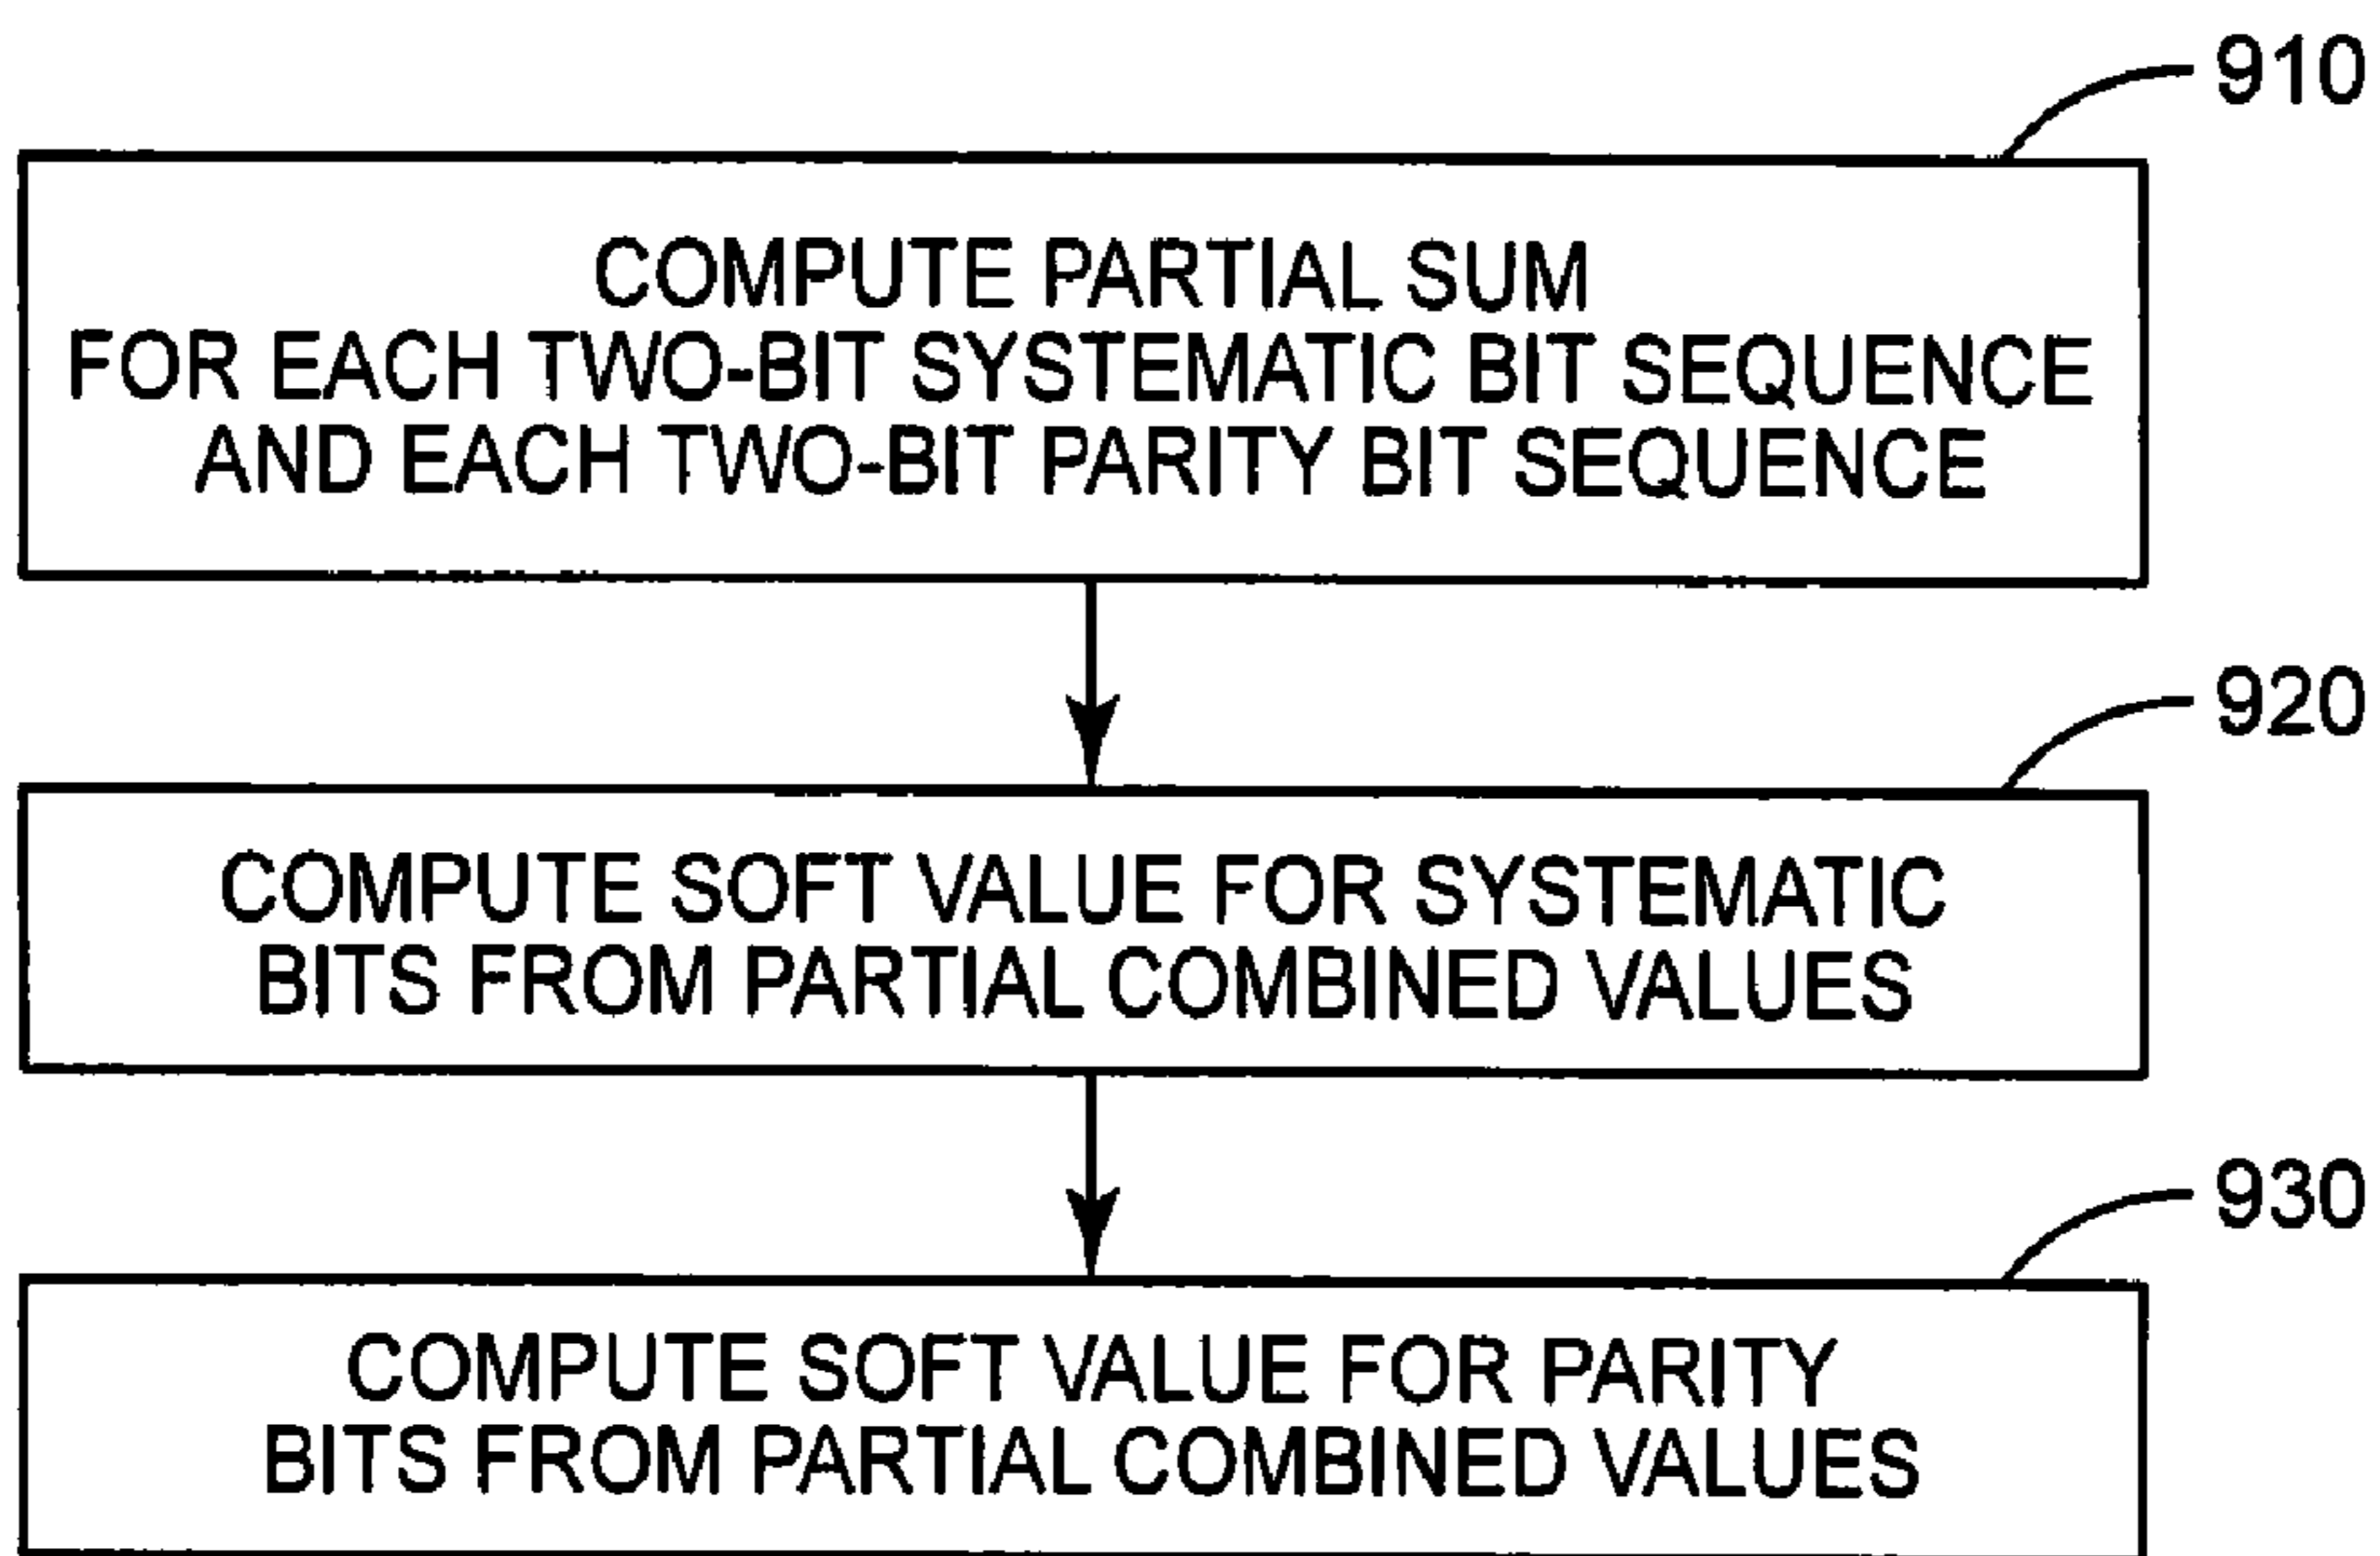 910
COMPUTE PARTIAL SUM
FOR EACH TWO-BIT SYSTEMATIC BIT SEQUENCE
AND EACH TWO-BIT PARITY BIT SEQUENCE
920
COMPUTE SOFT VALUE FOR SYSTEMATIC
BITS FROM PARTIAL COMBINED VALUES
930
COMPUTE SOFT VALUE FOR PARITY
BITS FROM PARTIAL COMBINED VALUES